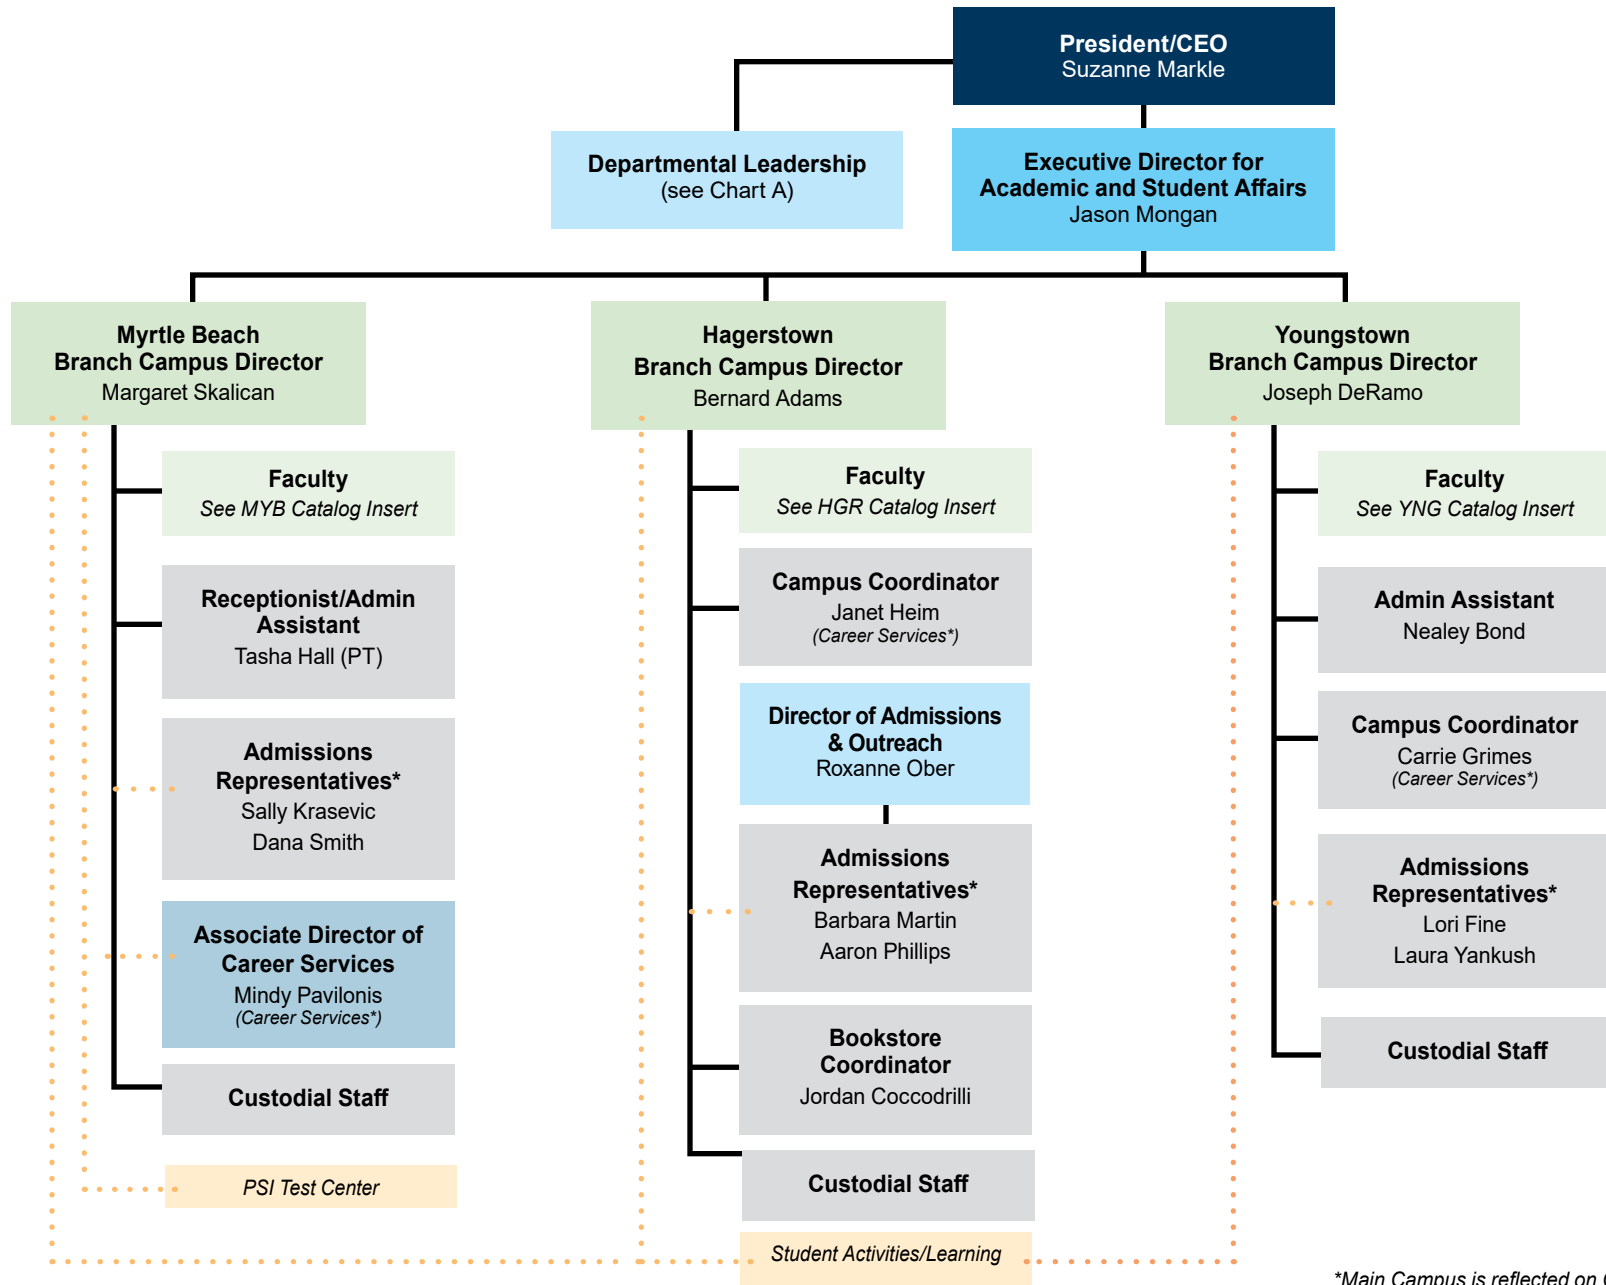 President/CEO
Suzanne Markle
Departmental Leadership
(see Chart A)
Executive Director for
Academic and Student Affairs
Jason Mongan
Myrtle Beach
Branch Campus Director
Margaret Skalican
Faculty
See MYB Catalog Insert
Receptionist/Admin
Assistant
Tasha Hall (PT)
Admissions
Representatives*
Sally Krasevic
Dana Smith
Associate Director of
Career Services
Mindy Pavilonis
(Career Services*)
Custodial Staff
PSI Test Center
Hagerstown
Branch Campus Director
Bernard Adams
Faculty
See HGR Catalog Insert
Campus Coordinator
Janet Heim
(Career Services*)
Director of Admissions
& Outreach
Roxanne Ober
Admissions
Representatives*
Barbara Martin
Aaron Phillips
Bookstore
Coordinator
Jordan Coccodrilli
Custodial Staff
Student Activities/Learning
Youngstown
Branch Campus Director
Joseph DeRamo
Faculty
See YNG Catalog Insert
Admin Assistant
Nealey Bond
Campus Coordinator
Carrie Grimes
(Career Services*)
Admissions
Representatives*
Lori Fine
Laura Yankush
Custodial Staff
*Main Campus is reflected on